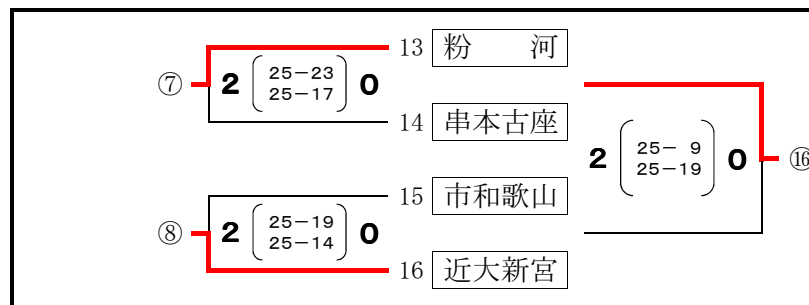 13 粉 河
⑦ 2 25-23 0
25-17
14 串本古座
2 25- 9 0 ⑯
25-19
15 市和歌山
⑧ 2 25-19 0
25-14
16 近大新宮